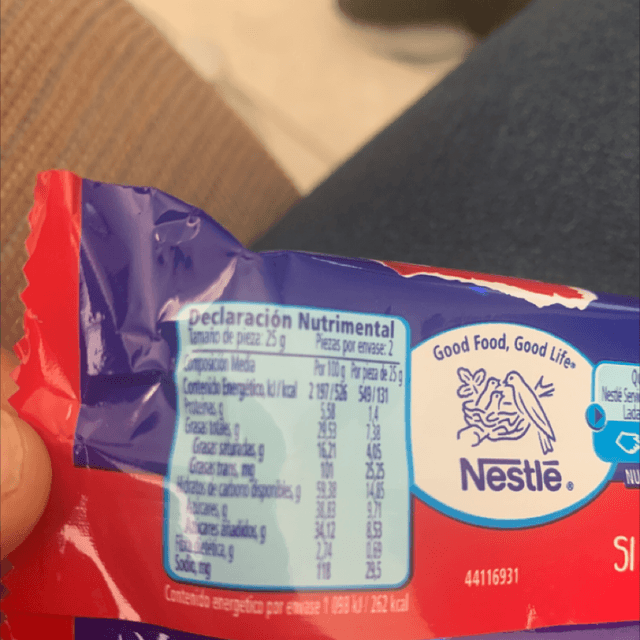 Declaración Nutrimental
Tamaño de pieza: 25 g Piezas por envase: 2
Composición Media Por 100 g Por pieza de 25 g
Contenido Energético, kJ / kcal 2 197 / 526 549 / 131
Proteínas, g 5.58 1.4
Grasas totales, g 29.53 7.38
Grasas saturadas, g 16.21 4.05
Grasas trans, mg 101 25.25
Hidratos de carbono disponibles, g 59.38 14.85
Azúcares, g 38.83 9.71
Azúcares añadidos, g 34.12 8.53
Fibra dietética, g 2.74 0.69
Sodio, mg 118 29.5
Contenido energético por envase 1 098 kJ / 262 kcal
Good Food, Good Life®
Nestlé®
44116931
Nestlé
NU
SI